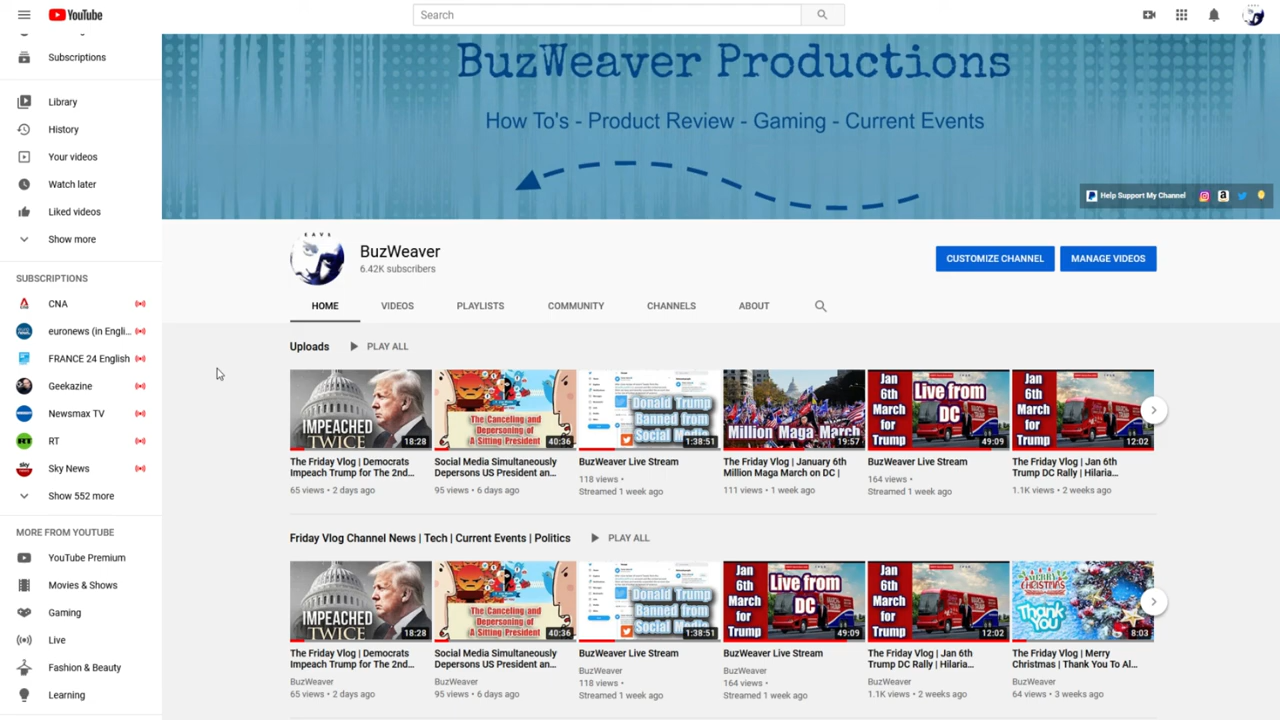 YouTube
Search
Subscriptions
Library
History
Your videos
Watch later
Liked videos
Show more
SUBSCRIPTIONS
CNA
euronews (in Engli...
FRANCE 24 English
Geekazine
Newsmax TV
RT
Sky News
Show 552 more
MORE FROM YOUTUBE
YouTube Premium
Movies & Shows
Gaming
Live
Fashion & Beauty
Learning
BuzWeaver Productions
How To's - Product Review - Gaming - Current Events
Help Support My Channel
BuzWeaver
6.42K subscribers
CUSTOMIZE CHANNEL
MANAGE VIDEOS
HOME VIDEOS PLAYLISTS COMMUNITY CHANNELS ABOUT
Uploads PLAY ALL
IMPEACHED
TWICE
18:28
The Friday Vlog | Democrats
Impeach Trump for The 2nd...
65 views • 2 days ago
The Canceling and
Depersoning of
A Sitting President
40:36
Social Media Simultaneously
Depersons US President an...
95 views • 6 days ago
Donald Trump
Banned from
Social Media
1:38:51
BuzWeaver Live Stream
118 views •
Streamed 1 week ago
Million Maga March
19:57
The Friday Vlog | January 6th
Million Maga March on DC |
111 views • 1 week ago
Jan
6th
March
for
Trump
Live from
DC
49:09
BuzWeaver Live Stream
164 views •
Streamed 1 week ago
Jan
6th
March
for
Trump
12:02
The Friday Vlog | Jan 6th
Trump DC Rally | Hilaria...
1.1K views • 2 weeks ago
Friday Vlog Channel News | Tech | Current Events | Politics PLAY ALL
IMPEACHED
TWICE
18:28
The Friday Vlog | Democrats
Impeach Trump for The 2nd...
BuzWeaver
65 views • 2 days ago
The Canceling and
Depersoning of
A Sitting President
40:36
Social Media Simultaneously
Depersons US President an...
BuzWeaver
95 views • 6 days ago
Donald Trump
Banned from
Social Media
1:38:51
BuzWeaver Live Stream
BuzWeaver
118 views •
Streamed 1 week ago
Jan
6th
March
for
Trump
Live from
DC
49:09
BuzWeaver Live Stream
BuzWeaver
164 views •
Streamed 1 week ago
Jan
6th
March
for
Trump
12:02
The Friday Vlog | Jan 6th
Trump DC Rally | Hilaria...
BuzWeaver
1.1K views • 2 weeks ago
CHRISTMAS
Thank
You
8:03
The Friday Vlog | Merry
Christmas | Thank You To Al...
BuzWeaver
64 views • 3 weeks ago